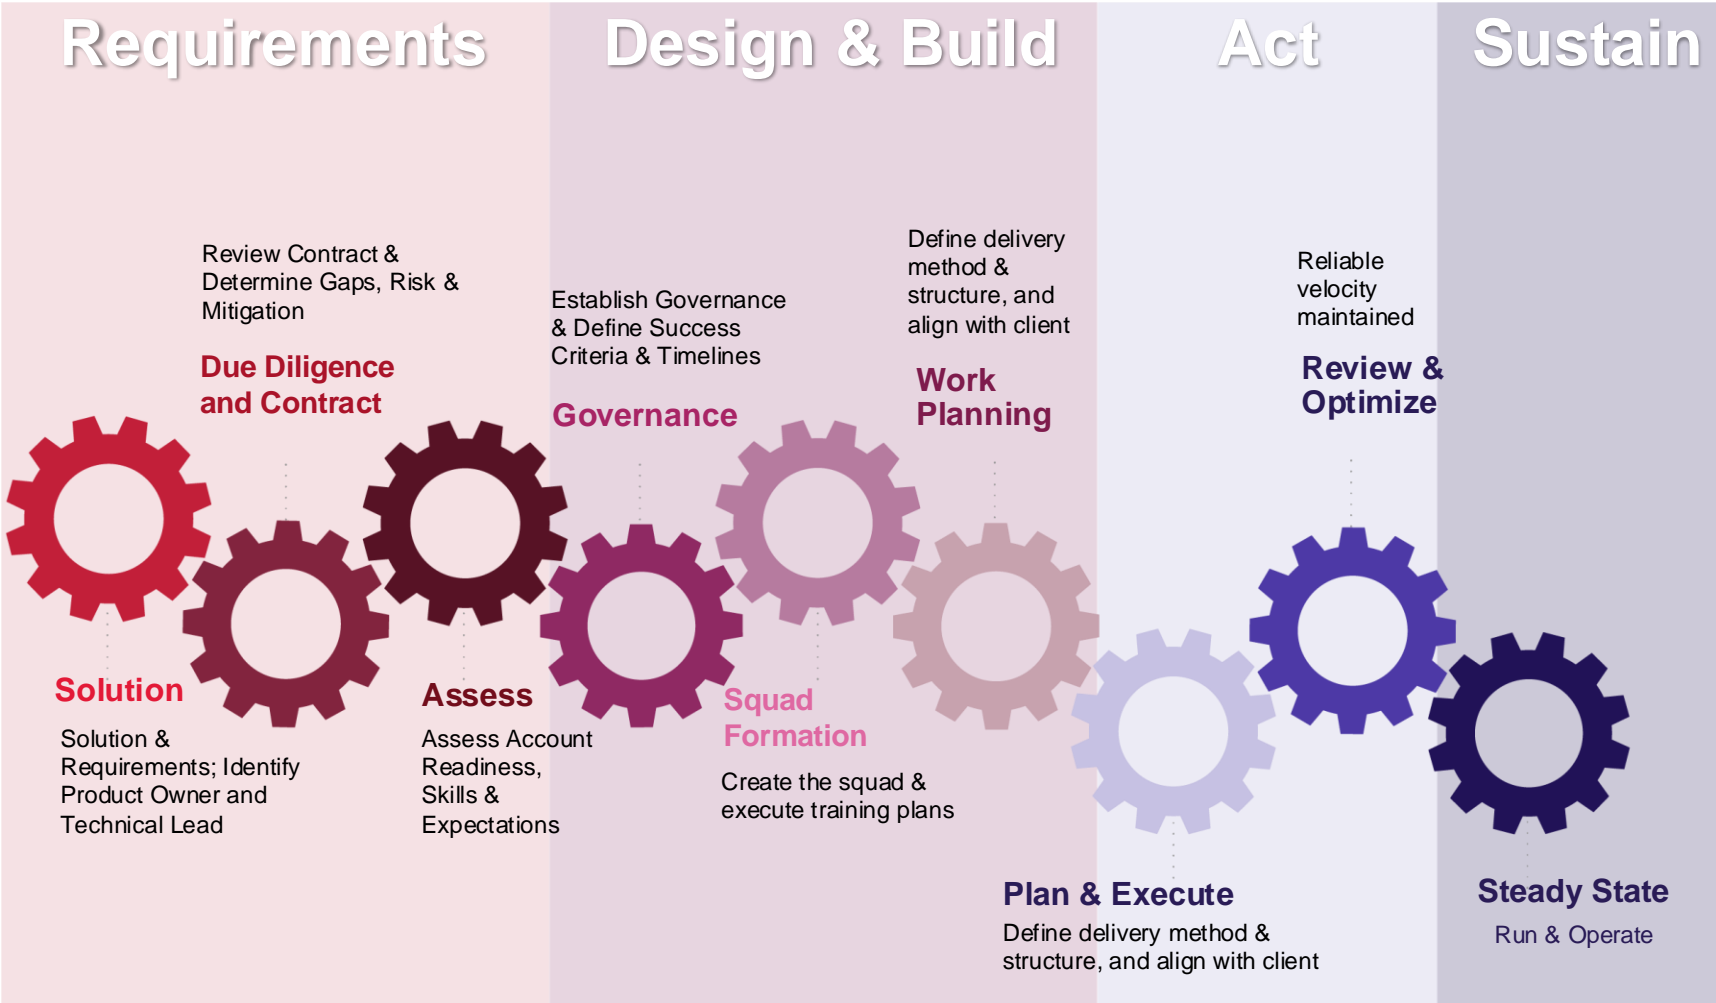 Requirements
Design & Build
Act
Sustain
Review Contract &
Determine Gaps, Risk &
Mitigation
Due Diligence
and Contract
Establish Governance
& Define Success
Criteria & Timelines
Governance
Define delivery
method &
structure, and
align with client
Work
Planning
Reliable
velocity
maintained
Review &
Optimize
Solution
Solution &
Requirements; Identify
Product Owner and
Technical Lead
Assess
Assess Account
Readiness,
Skills &
Expectations
Squad
Formation
Create the squad &
execute training plans
Plan & Execute
Define delivery method &
structure, and align with client
Steady State
Run & Operate